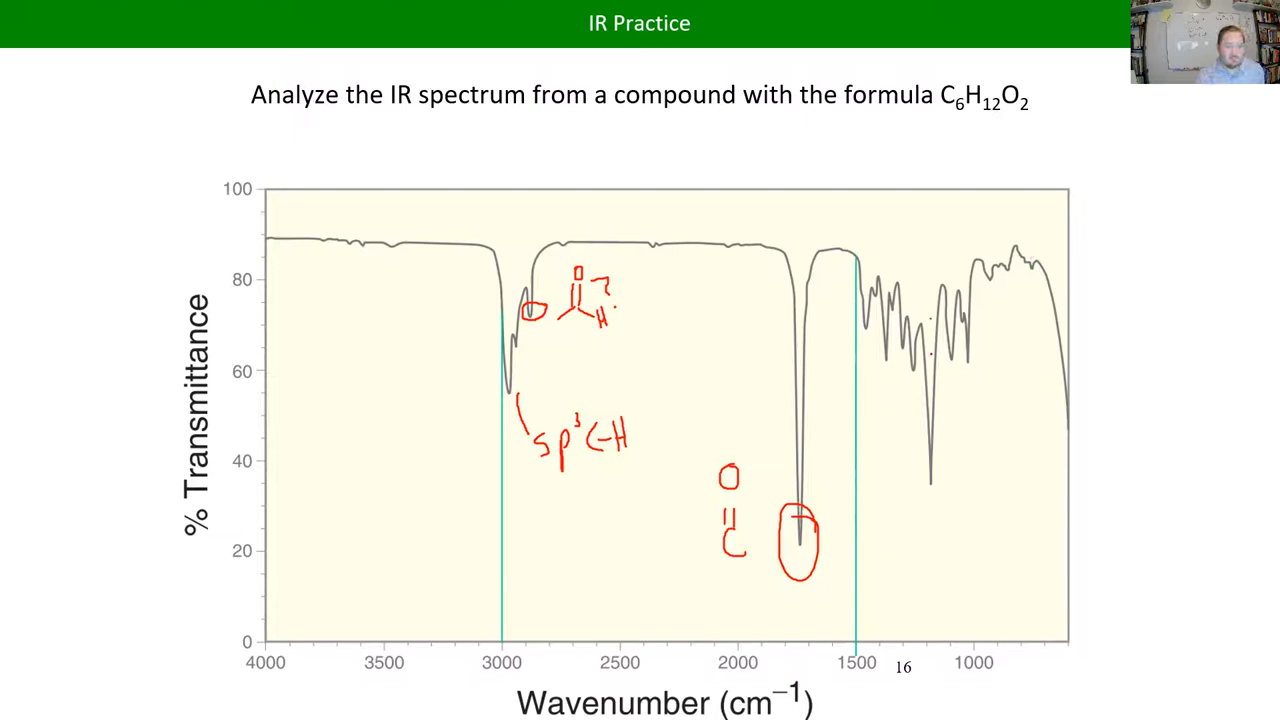 IR Practice
Analyze the IR spectrum from a compound with the formula C₆H₁₂O₂
100
80
60
40
20
0
% Transmittance
O
?
H
sp³ C-H
O
C
4000 3500 3000 2500 2000 1500 1000
16
Wavenumber (cm⁻¹)